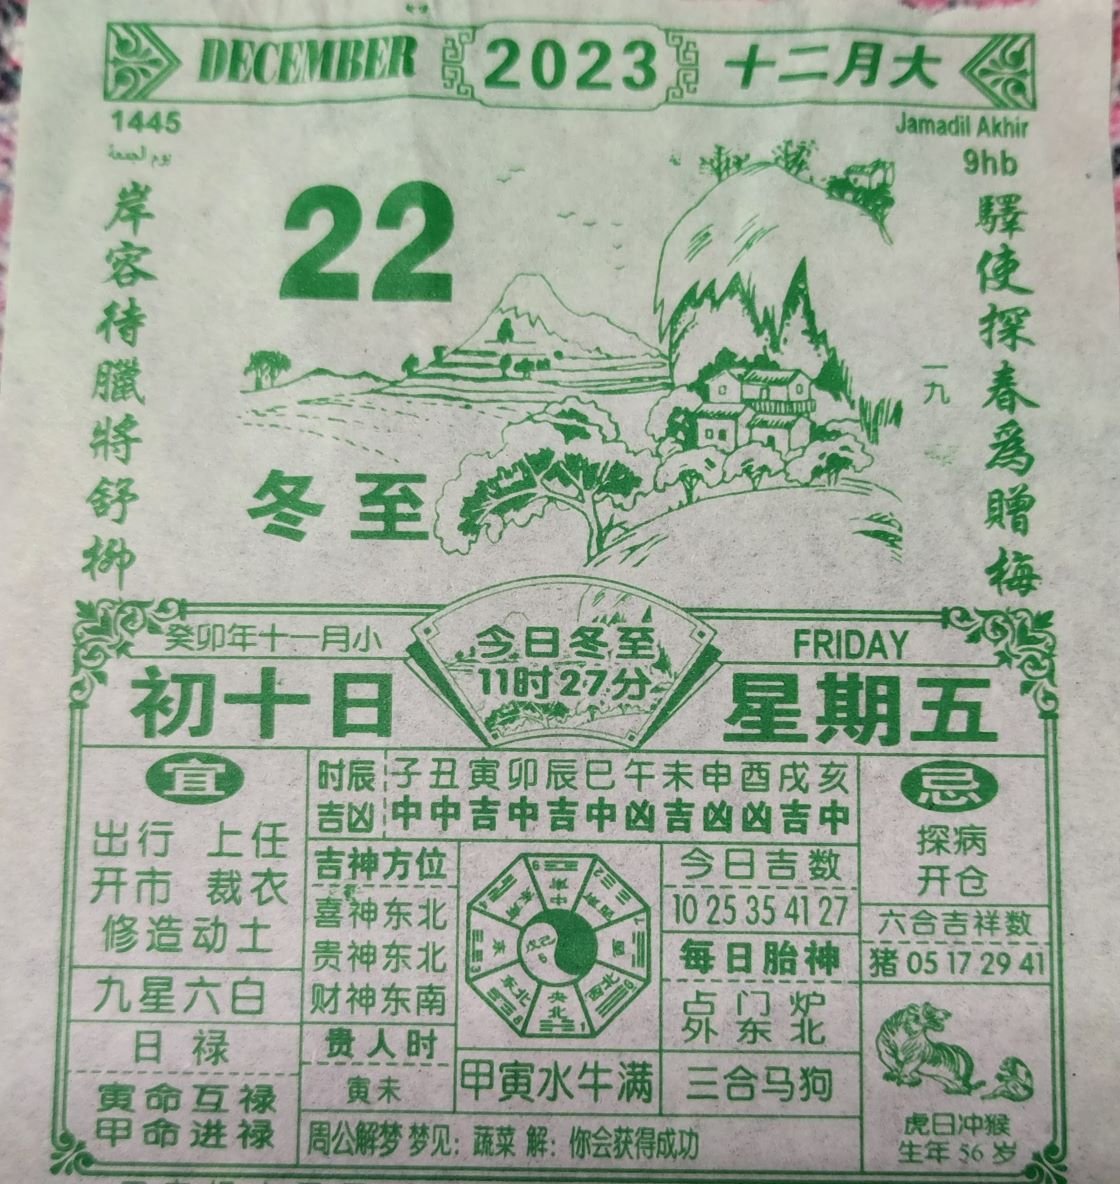 DECEMBER 2023 十二月大
1445
Jamadil Akhir
9hb
يوم الجمعة
22
驛使探春為贈梅
岸容待臘將舒柳
一九
冬至
癸卯年十一月小
今日冬至
11时27分
FRIDAY
初十日
星期五
宜
出行 上任
开市 裁衣
修造动土
九星六白
日禄
寅命互禄
甲命进禄
时辰 子丑寅卯辰巳午未申酉戌亥
吉凶 中中吉中吉中凶吉凶凶吉中
吉神方位
喜神东北
贵神东北
财神东南
贵人时
寅未
甲寅水牛满
今日吉数
10 25 35 41 27
每日胎神
占门炉
外东北
三合马狗
忌
探病
开仓
六合吉祥数
猪 05 17 29 41
虎日冲猴
生年 56 岁
周公解梦 梦见：蔬菜 解：你会获得成功